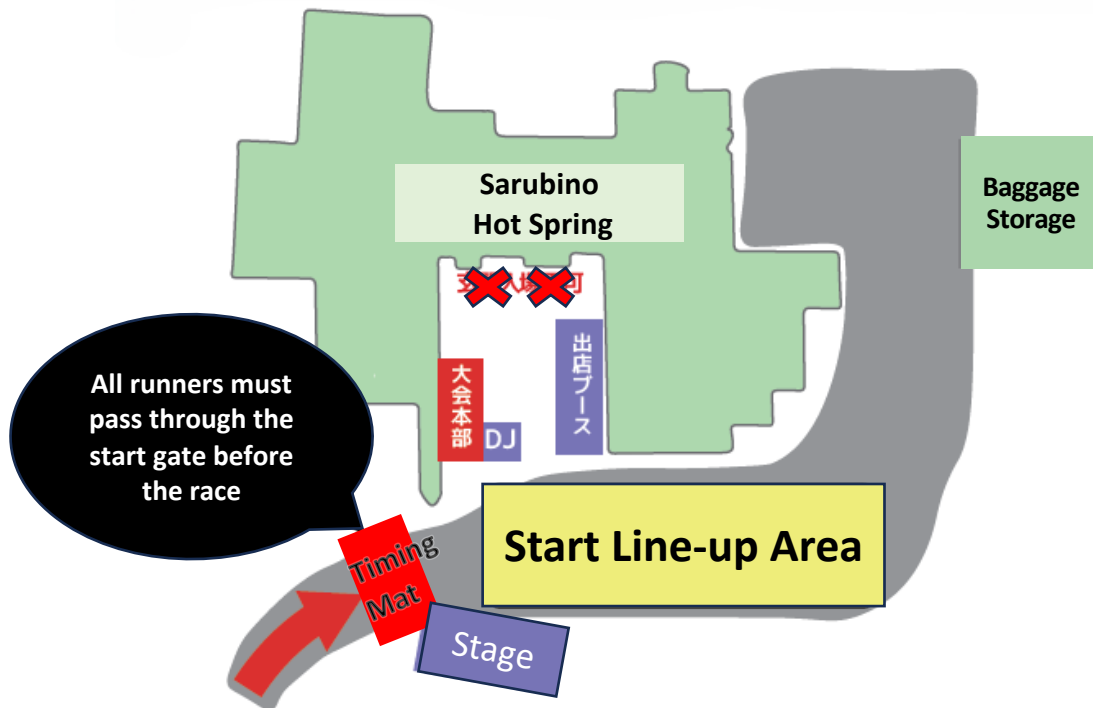 Sarubino
Hot Spring
Baggage
Storage
大会本部
DJ
出店ブース
All runners must
pass through the
start gate before
the race
Start Line-up Area
Timing
Mat
Stage